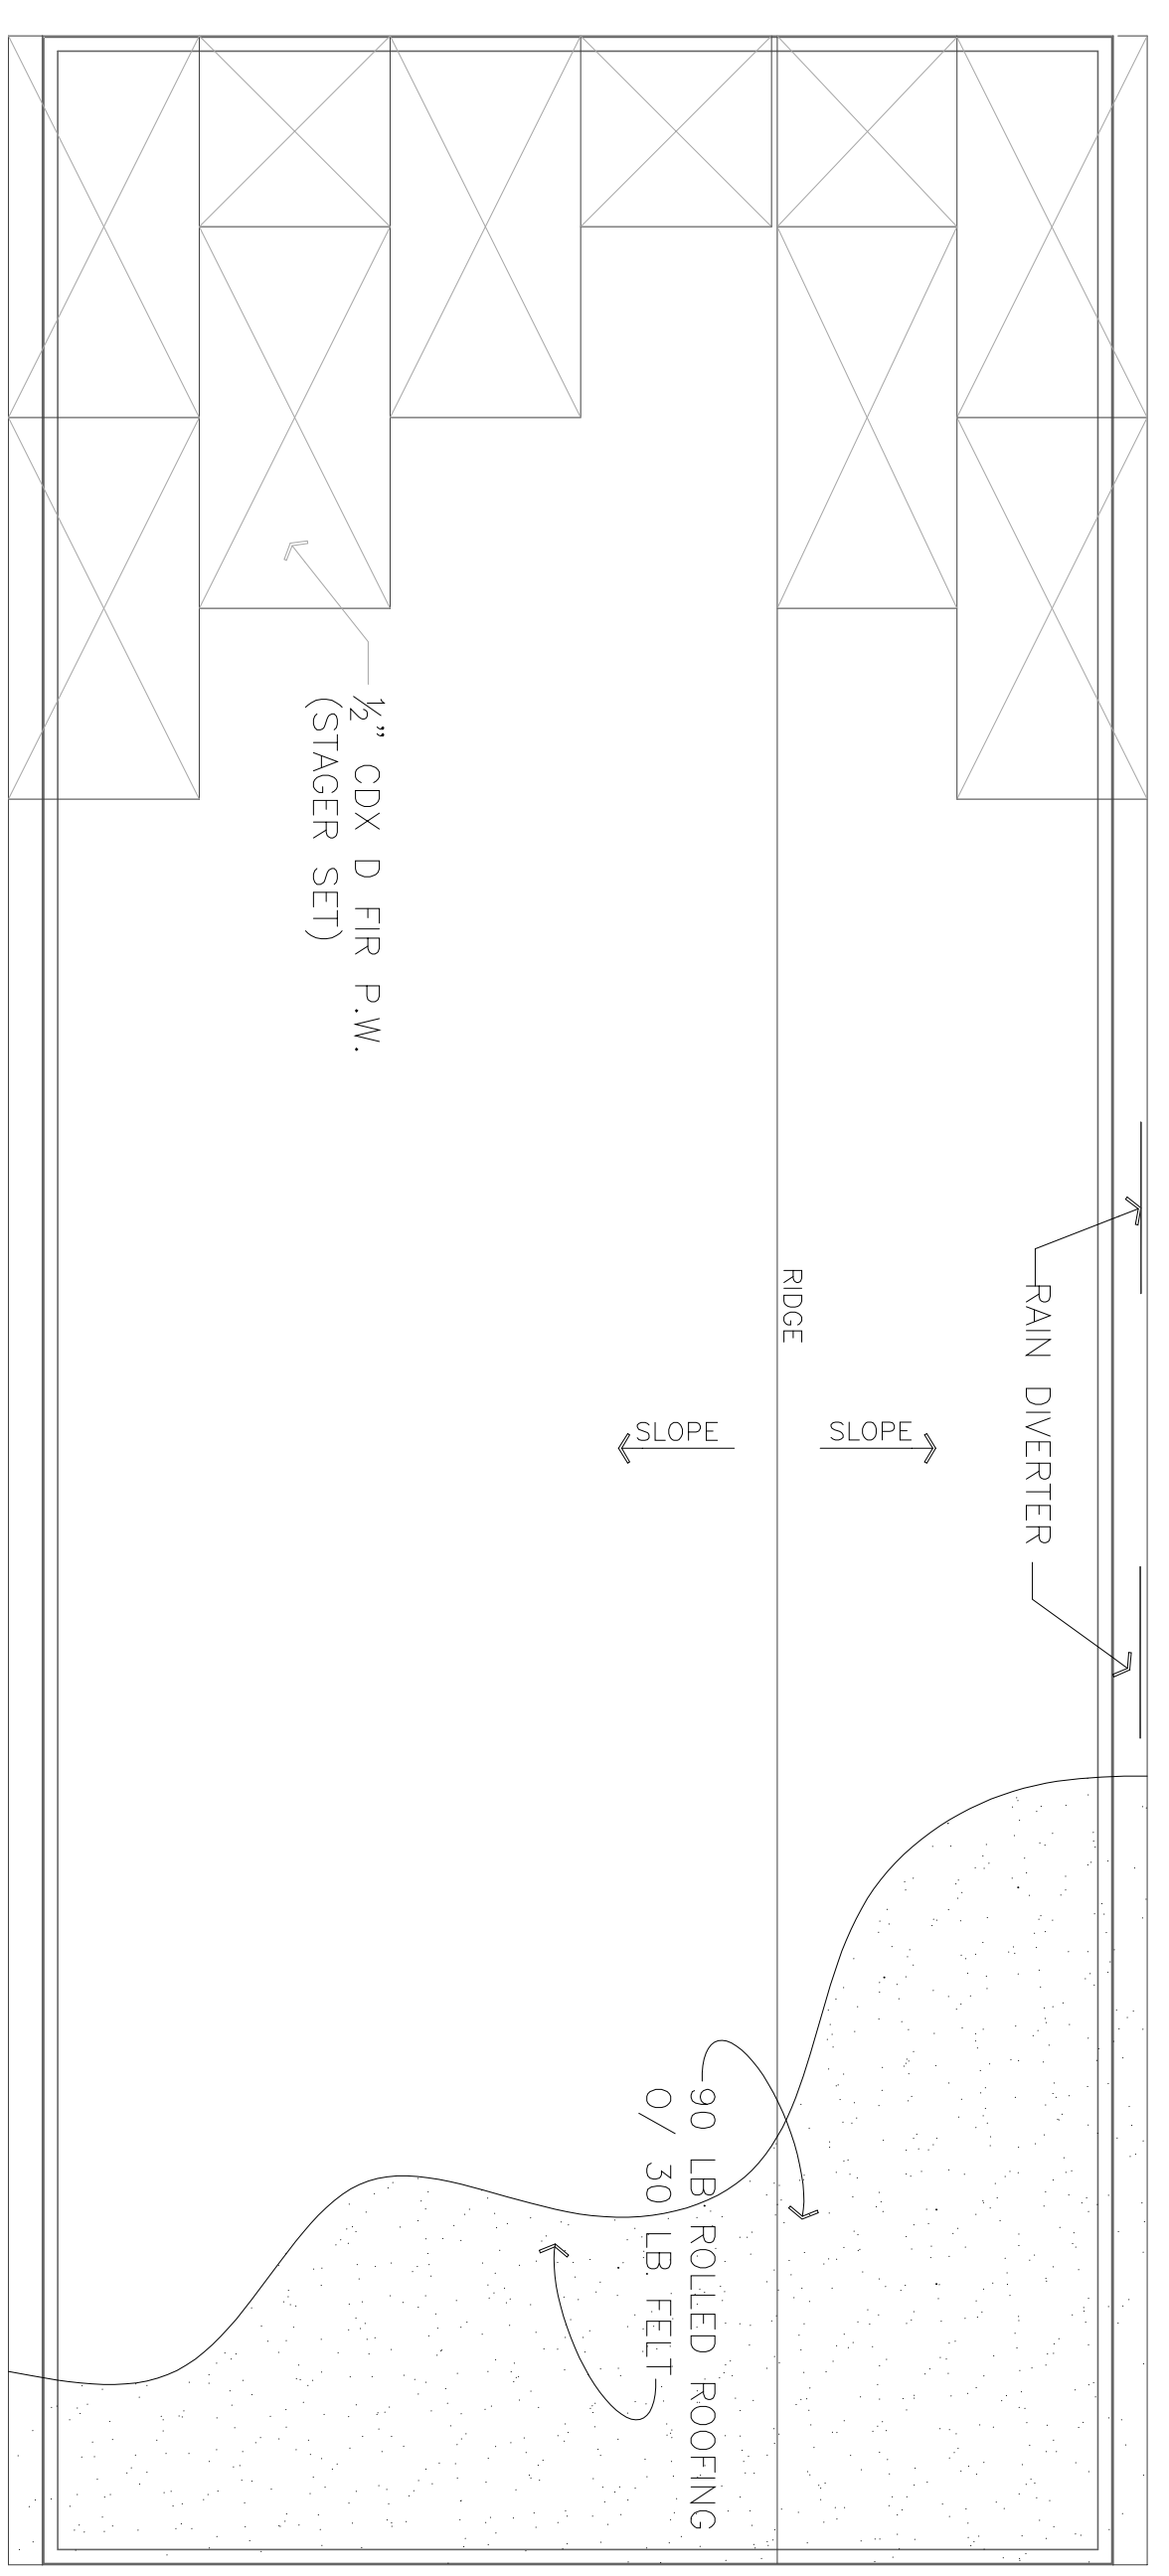 ½” CDX D FIR P.W.
(STAGER SET)
RIDGE
SLOPE
SLOPE
RAIN DIVERTER
90 LB. ROLLED ROOFING
O/ 30 LB. FELT